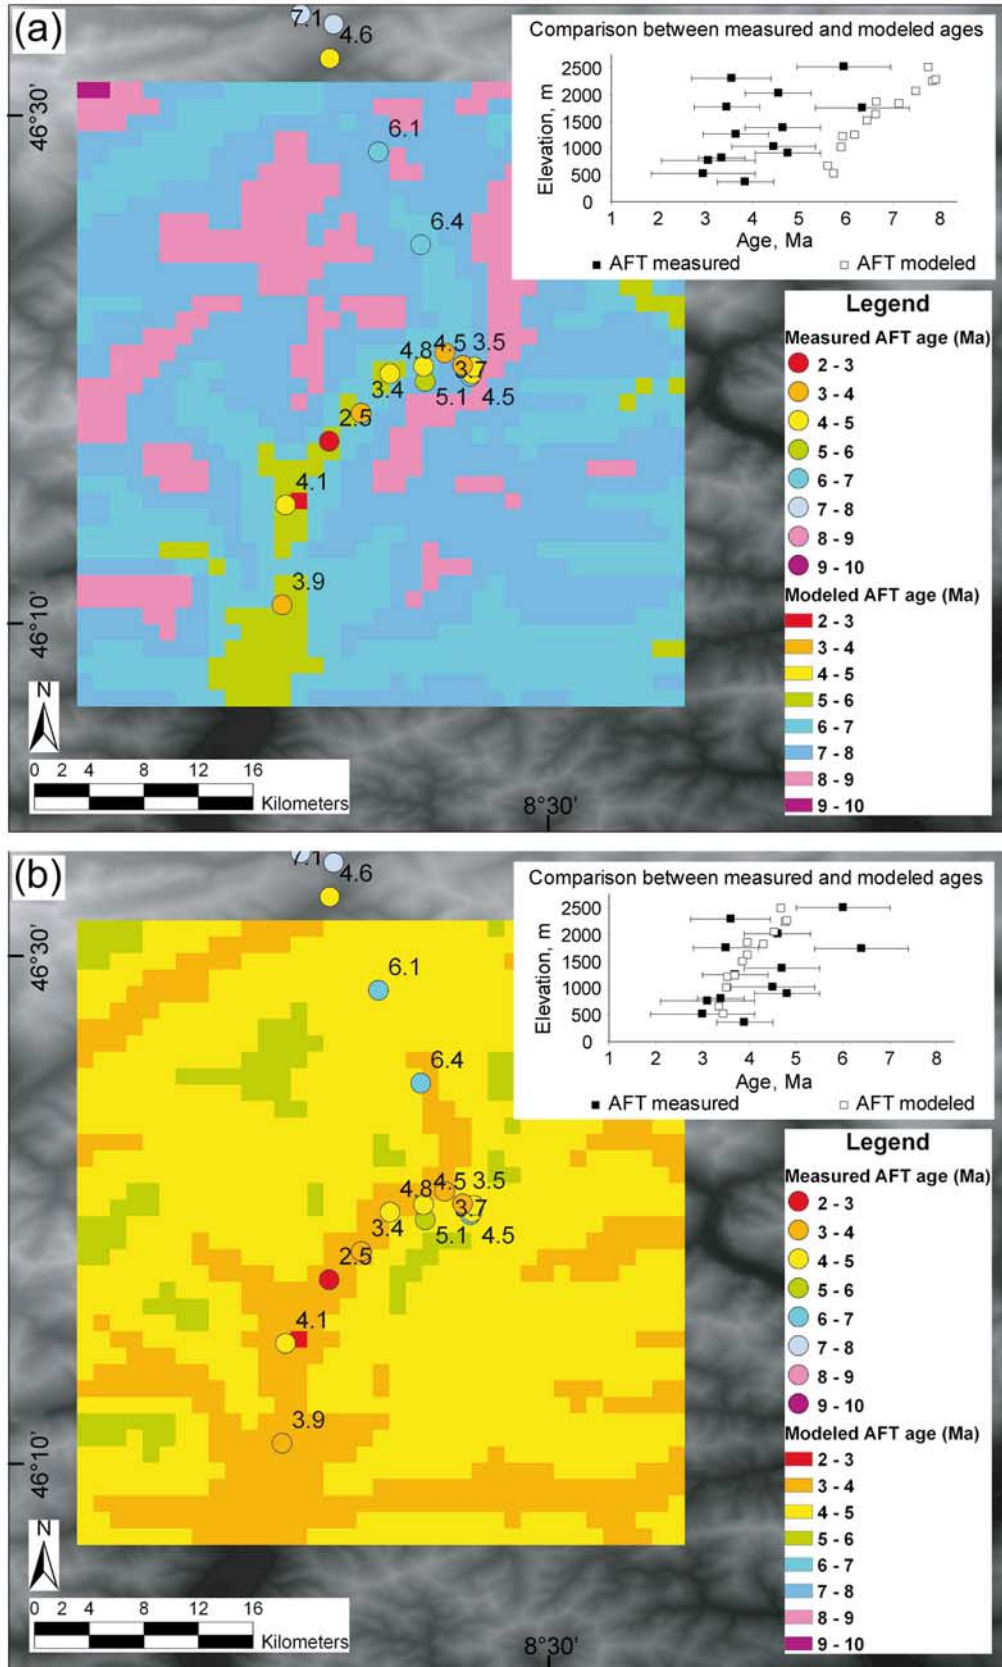 (a)
7.1
4.6
46°30'
6.1
6.4
4.5
3.5
4.8
3.7
3.4
5.1
4.5
2.5
4.1
3.9
46°10'
N
0 2 4 8 12 16
Kilometers
8°30'
Comparison between measured and modeled ages
Elevation, m
2500
2000
1500
1000
500
0
1 2 3 4 5 6 7 8
Age, Ma
AFT measured AFT modeled
Legend
Measured AFT age (Ma)
2 - 3
3 - 4
4 - 5
5 - 6
6 - 7
7 - 8
8 - 9
9 - 10
Modeled AFT age (Ma)
2 - 3
3 - 4
4 - 5
5 - 6
6 - 7
7 - 8
8 - 9
9 - 10
(b)
7.1
4.6
46°30'
6.1
6.4
4.5
3.5
4.8
3.7
3.4
5.1
4.5
2.5
4.1
3.9
46°10'
N
0 2 4 8 12 16
Kilometers
8°30'
Comparison between measured and modeled ages
Elevation, m
2500
2000
1500
1000
500
0
1 2 3 4 5 6 7 8
Age, Ma
AFT measured AFT modeled
Legend
Measured AFT age (Ma)
2 - 3
3 - 4
4 - 5
5 - 6
6 - 7
7 - 8
8 - 9
9 - 10
Modeled AFT age (Ma)
2 - 3
3 - 4
4 - 5
5 - 6
6 - 7
7 - 8
8 - 9
9 - 10